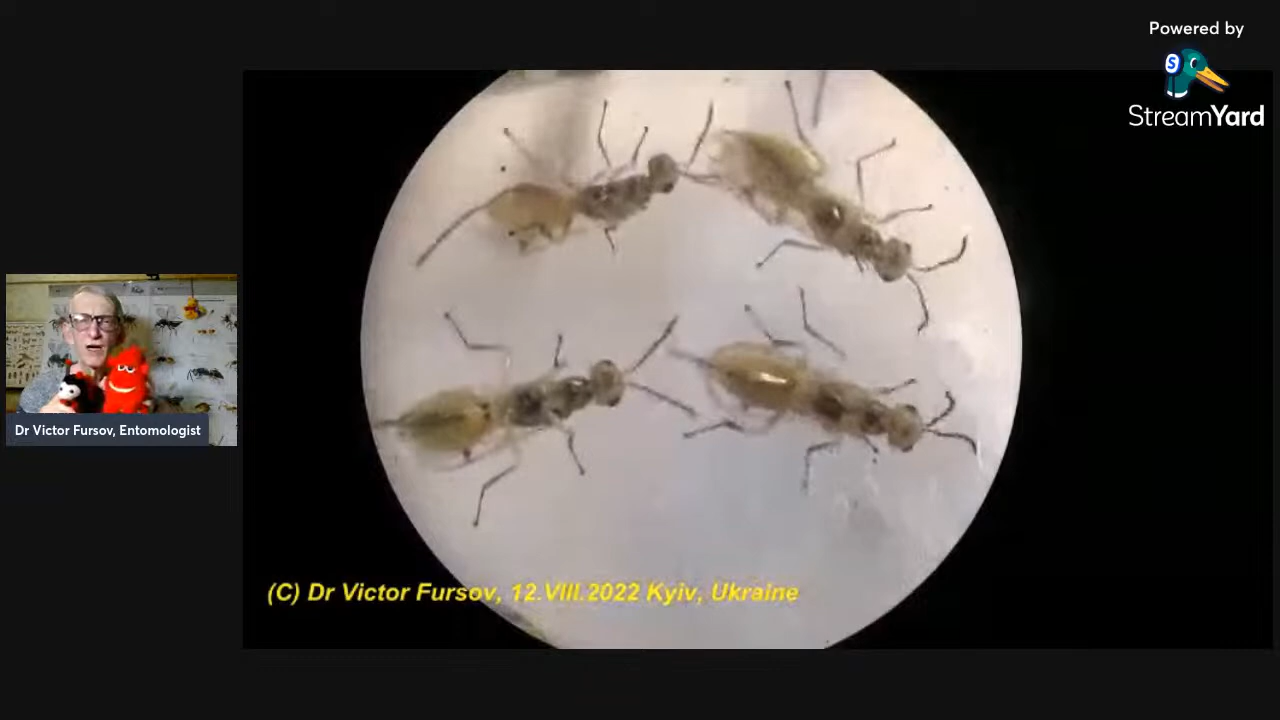 Powered by
S
StreamYard
Dr Victor Fursov, Entomologist
(C) Dr Victor Fursov, 12.VIII.2022 Kyiv, Ukraine